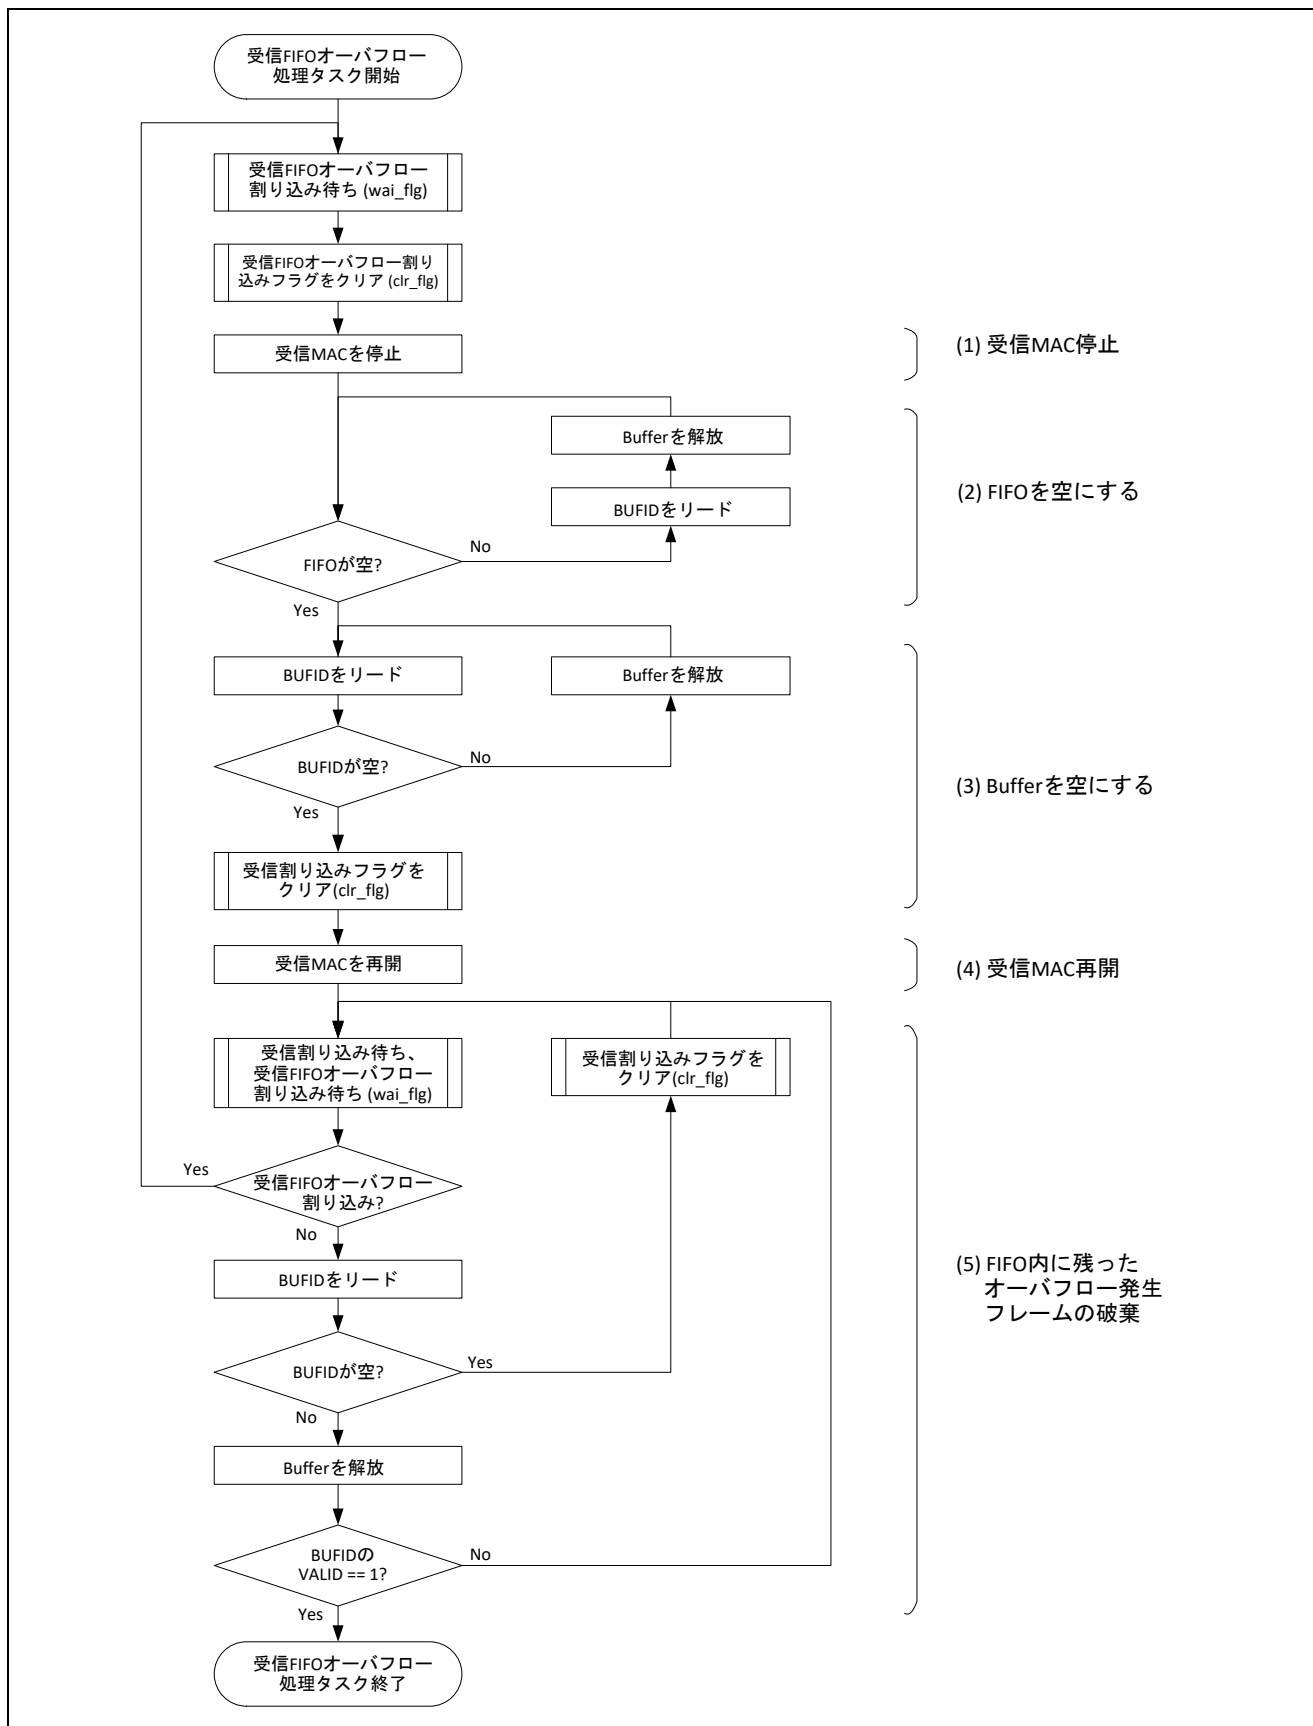 受信FIFOオーバフロー
処理タスク開始
受信FIFOオーバフロー
割り込み待ち (wai_flg)
受信FIFOオーバフロー割り
込みフラグをクリア (clr_flg)
受信MACを停止
(1) 受信MAC停止
Bufferを解放
BUFIDをリード
(2) FIFOを空にする
FIFOが空?
No
Yes
BUFIDをリード
Bufferを解放
BUFIDが空?
No
Yes
(3) Bufferを空にする
受信割り込みフラグを
クリア(clr_flg)
受信MACを再開
(4) 受信MAC再開
受信割り込み待ち、
受信FIFOオーバフロー
割り込み待ち (wai_flg)
受信割り込みフラグを
クリア(clr_flg)
Yes
受信FIFOオーバフロー
割り込み?
No
BUFIDをリード
(5) FIFO内に残った
オーバフロー発生
フレームの破棄
BUFIDが空?
Yes
No
Bufferを解放
BUFIDの
VALID == 1?
No
Yes
受信FIFOオーバフロー
処理タスク終了